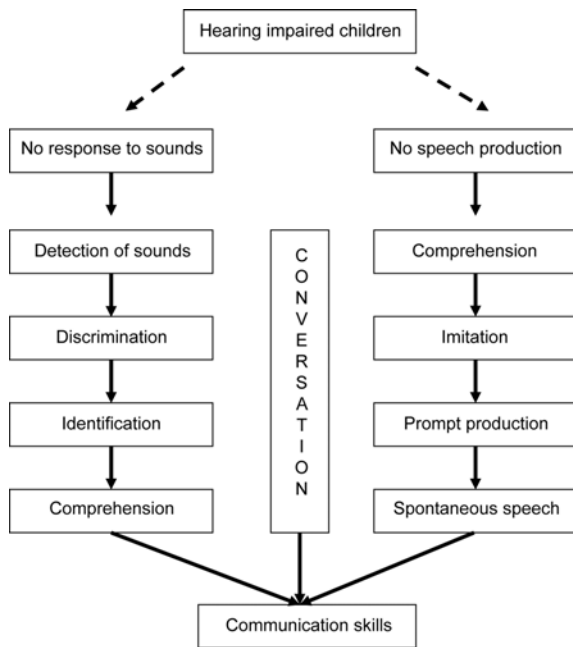 Hearing impaired children
No response to sounds
No speech production
Detection of sounds
Comprehension
Discrimination
Imitation
Identification
Prompt production
Comprehension
Spontaneous speech
CONVERSATION
Communication skills